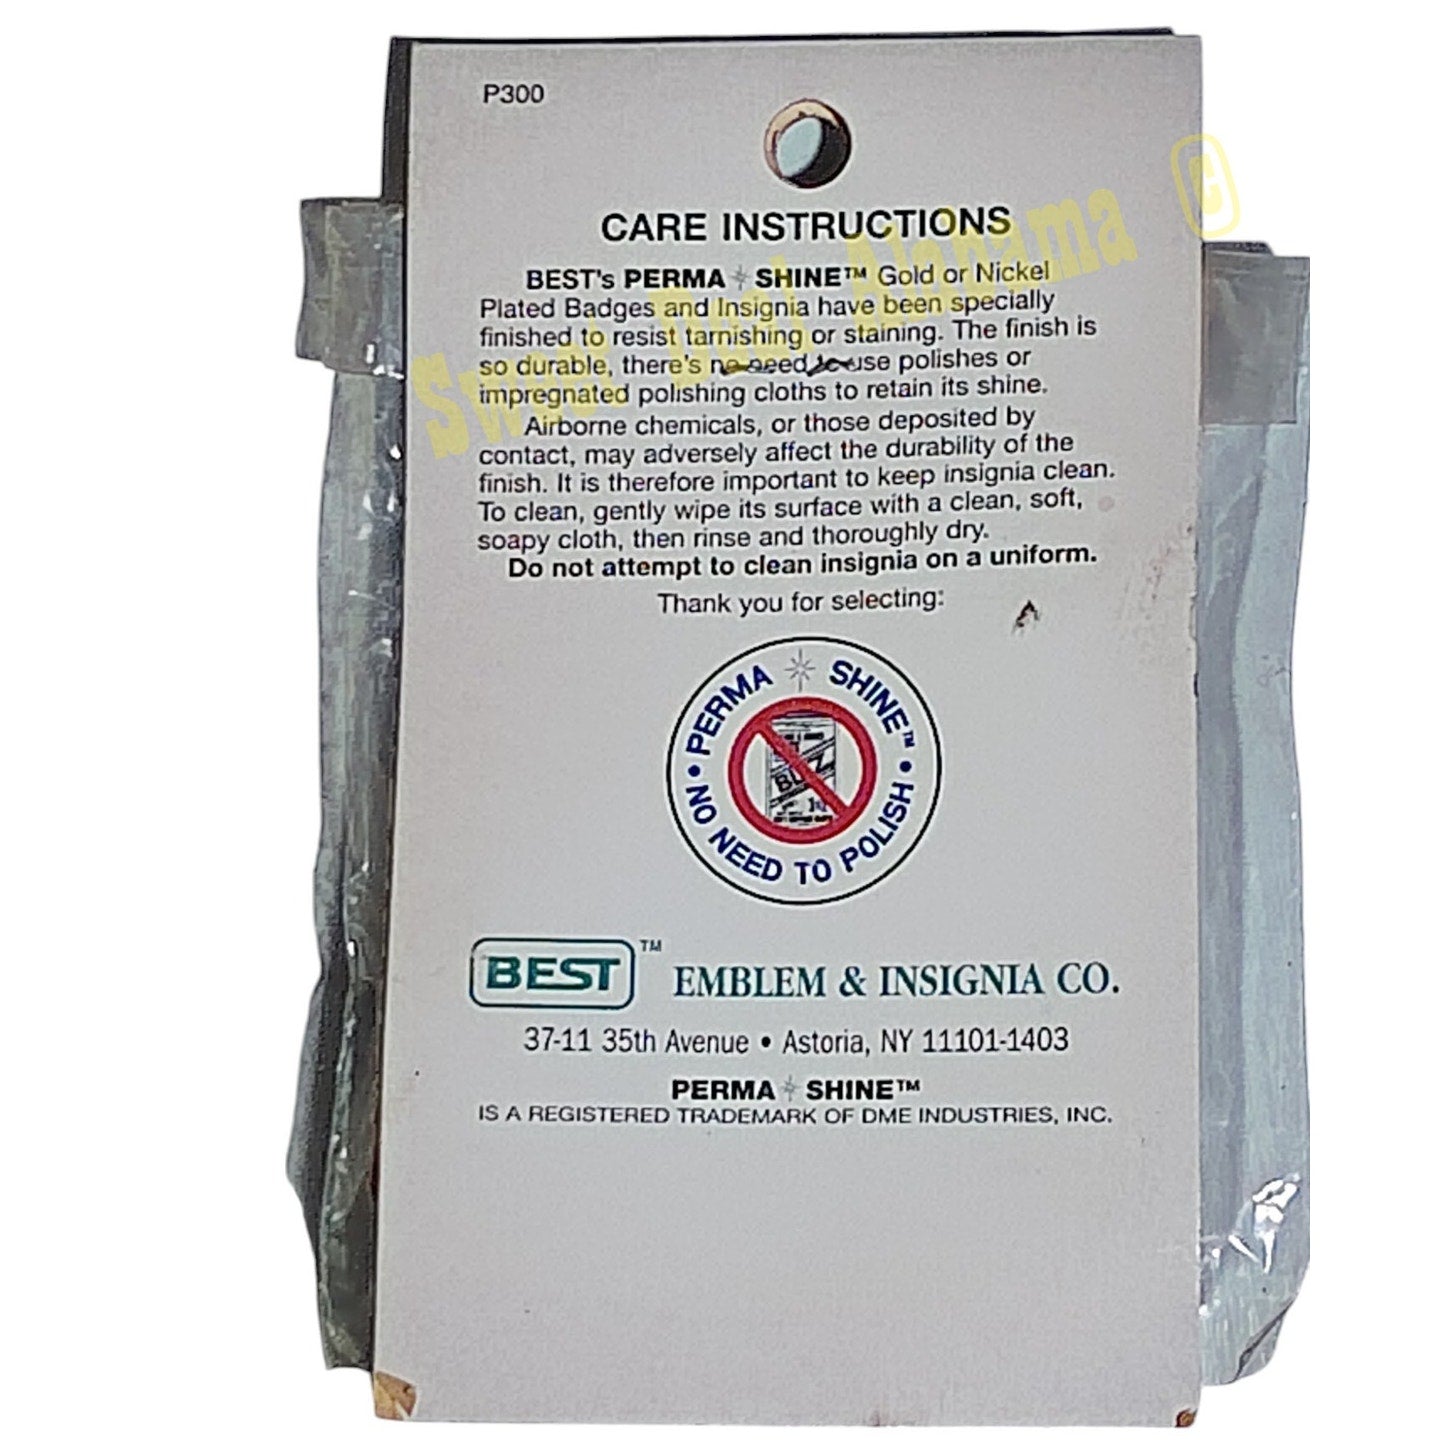 P300
CARE INSTRUCTIONS
BEST's PERMA SHINE™ Gold or Nickel
Plated Badges and Insignia have been specially
finished to resist tarnishing or staining. The finish is
so durable, there's no need to use polishes or
impregnated polishing cloths to retain its shine.
Airborne chemicals, or those deposited by
contact, may adversely affect the durability of the
finish. It is therefore important to keep insignia clean.
To clean, gently wipe its surface with a clean, soft,
soapy cloth, then rinse and thoroughly dry.
Do not attempt to clean insignia on a uniform.
Thank you for selecting:
PERMA SHINE™
• NO NEED TO POLISH •
BEST™ EMBLEM & INSIGNIA CO.
37-11 35th Avenue • Astoria, NY 11101-1403
PERMA SHINE™
IS A REGISTERED TRADEMARK OF DME INDUSTRIES, INC.
Sweet Deal Alabama ©